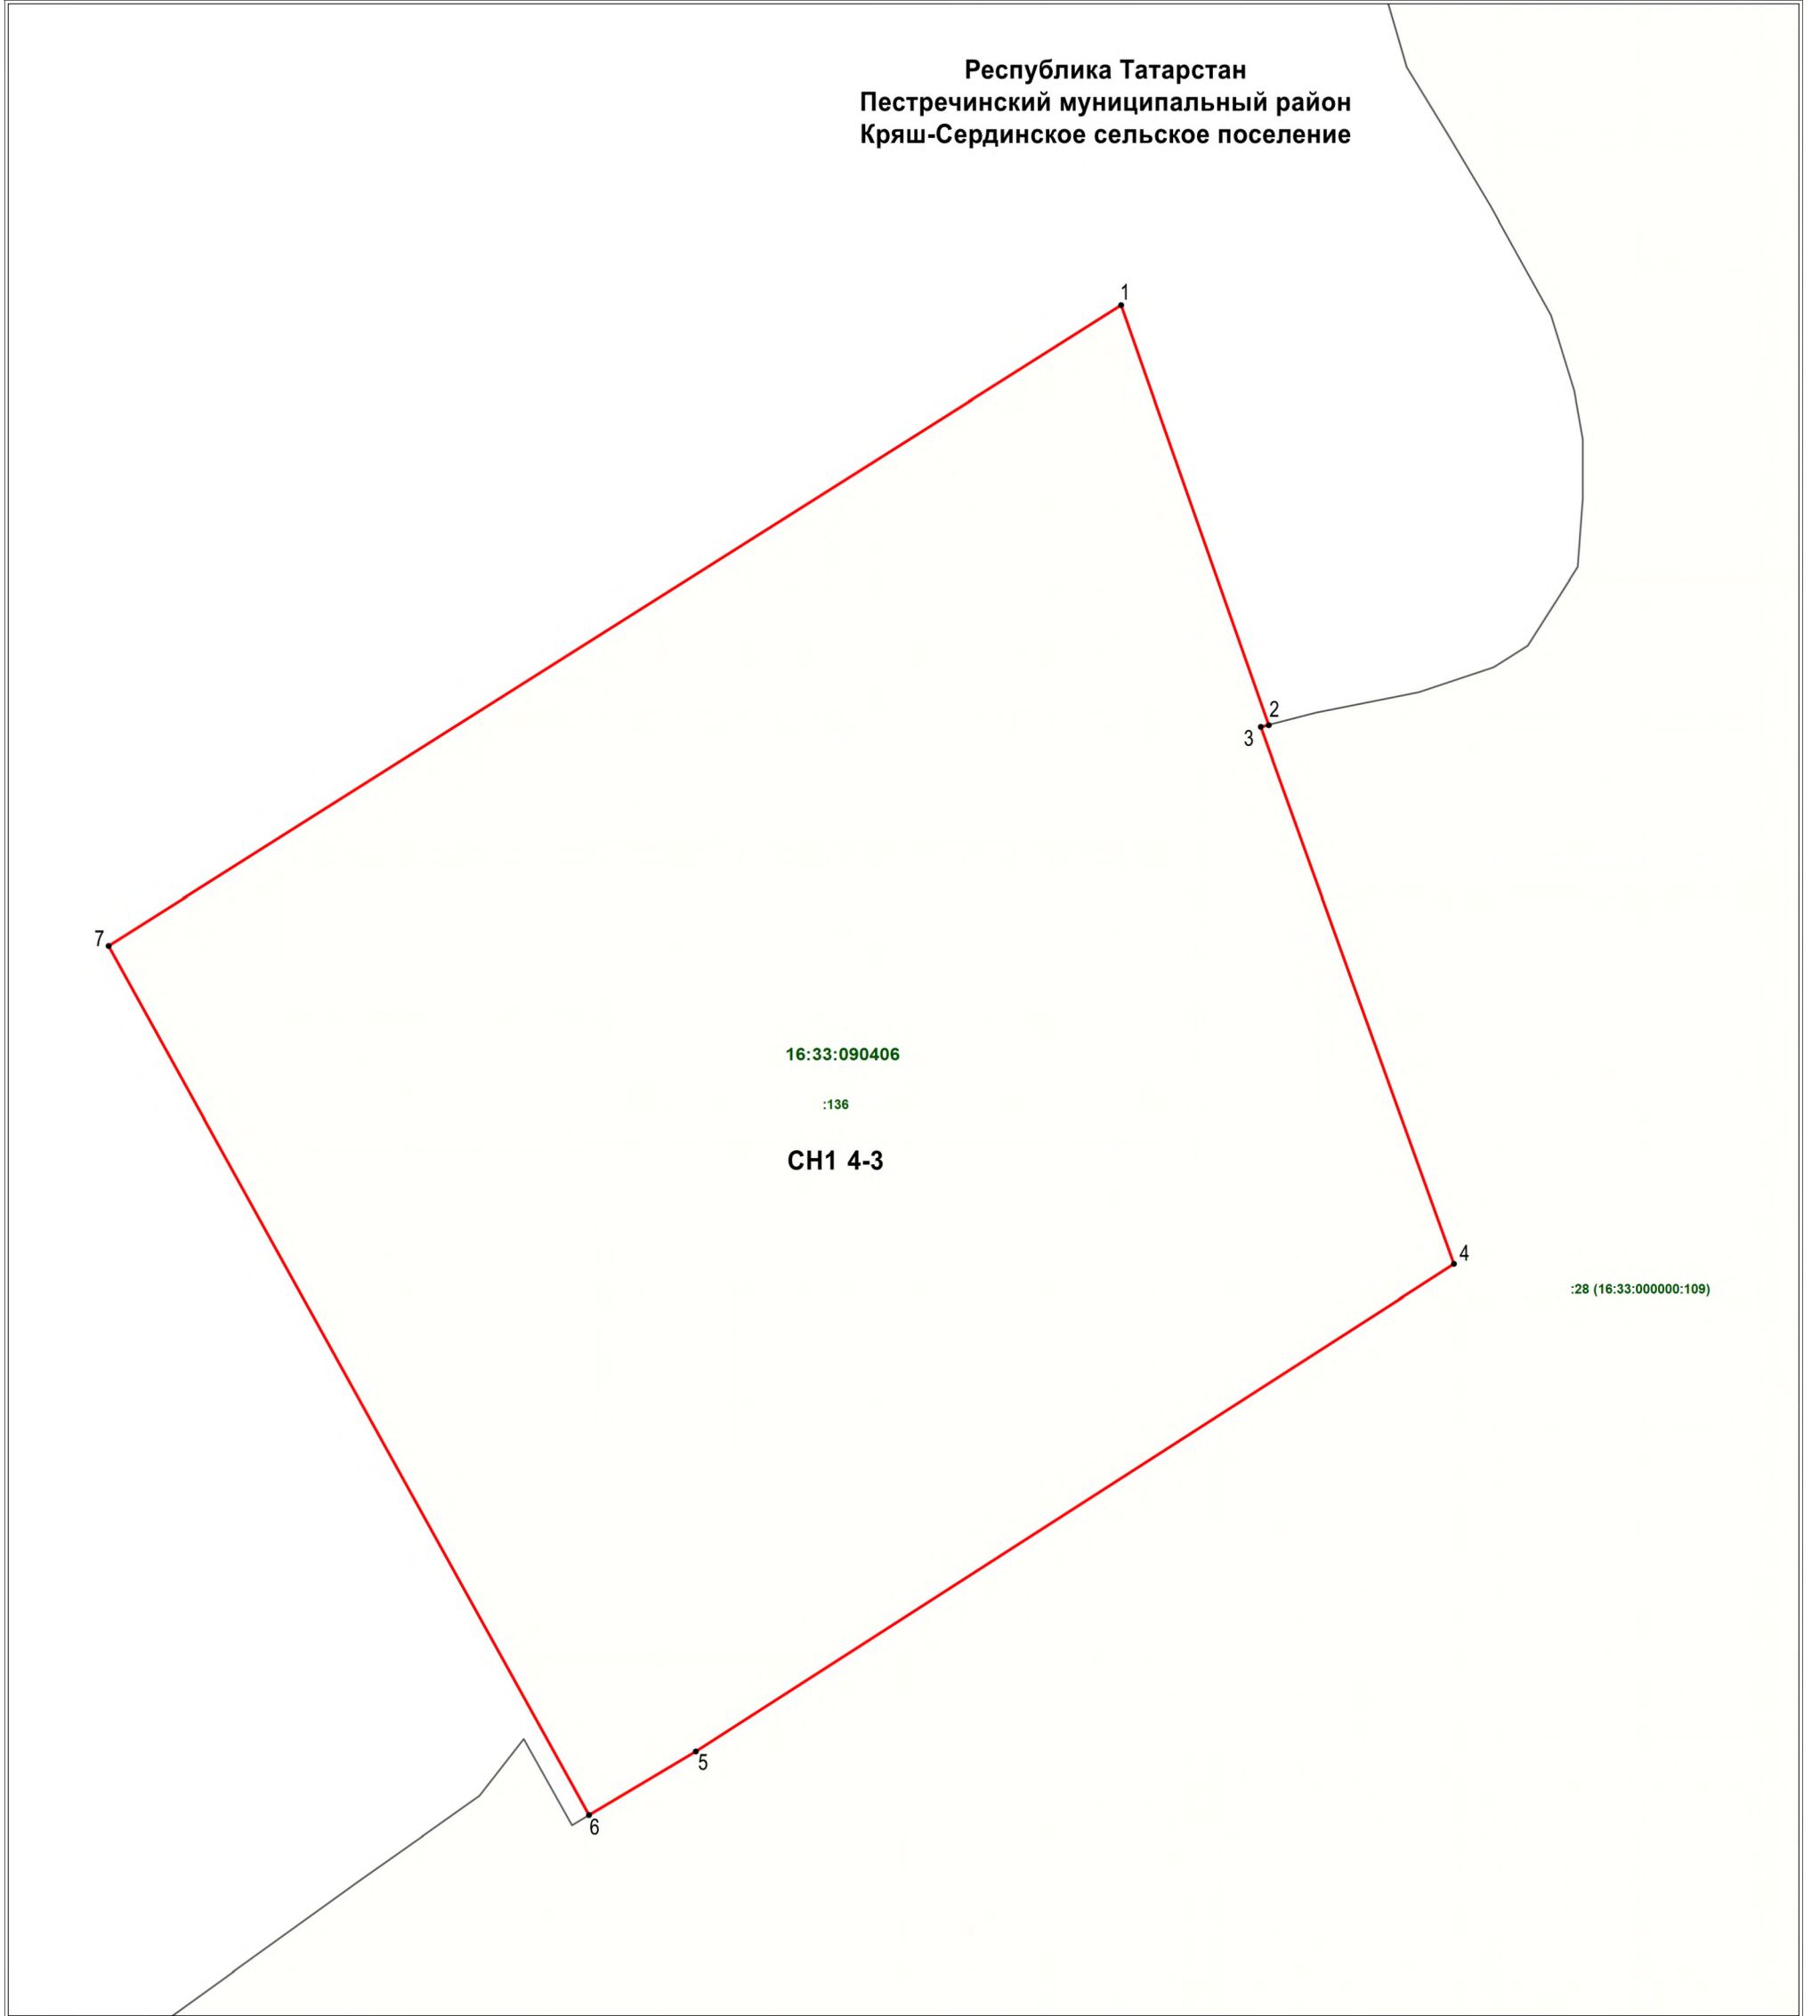 Республика Татарстан
Пестречинский муниципальный район
Кряш-Сердинское сельское поселение
1
2
3
7
16:33:090406
:136
СН1 4-3
4
:28 (16:33:000000:109)
5
6